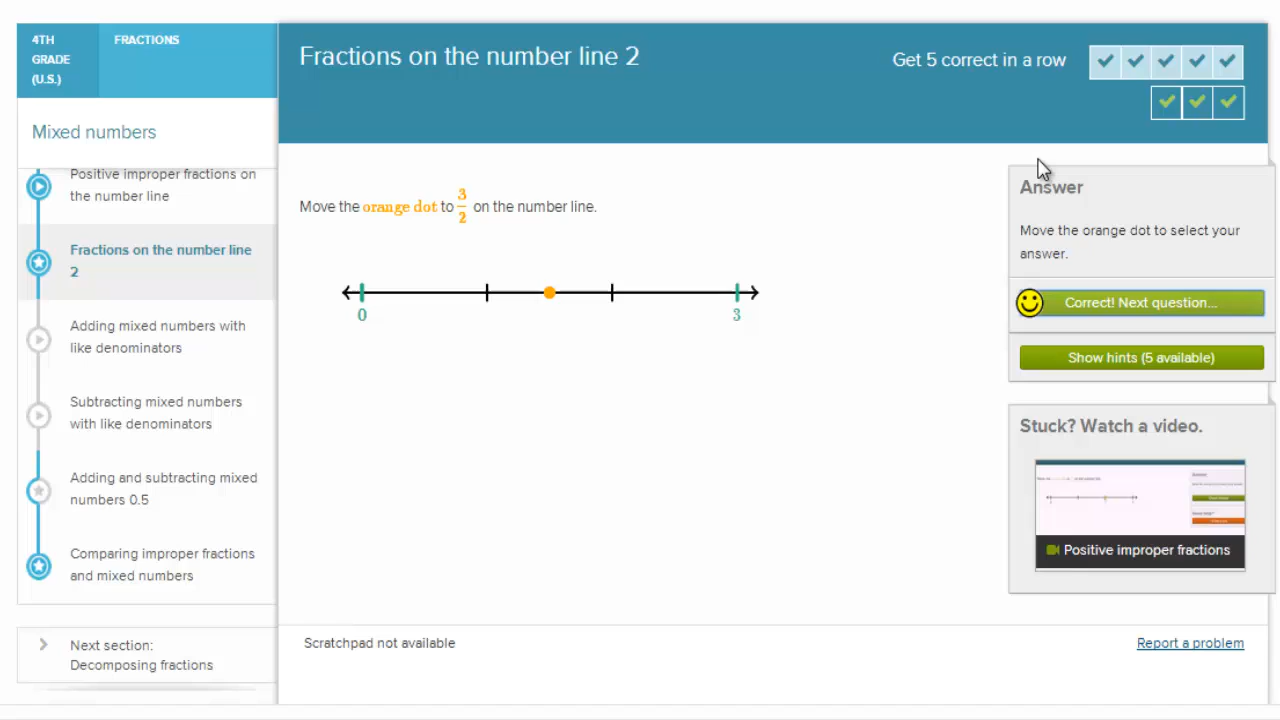 4TH
GRADE
(U.S.)
FRACTIONS
Mixed numbers
Positive improper fractions on
the number line
Fractions on the number line
2
Adding mixed numbers with
like denominators
Subtracting mixed numbers
with like denominators
Adding and subtracting mixed
numbers 0.5
Comparing improper fractions
and mixed numbers
Next section:
Decomposing fractions
Fractions on the number line 2
Get 5 correct in a row
Move the orange dot to 3/2 on the number line.
0
3
Scratchpad not available
Report a problem
Answer
Move the orange dot to select your
answer.
Correct! Next question...
Show hints (5 available)
Stuck? Watch a video.
Positive improper fractions